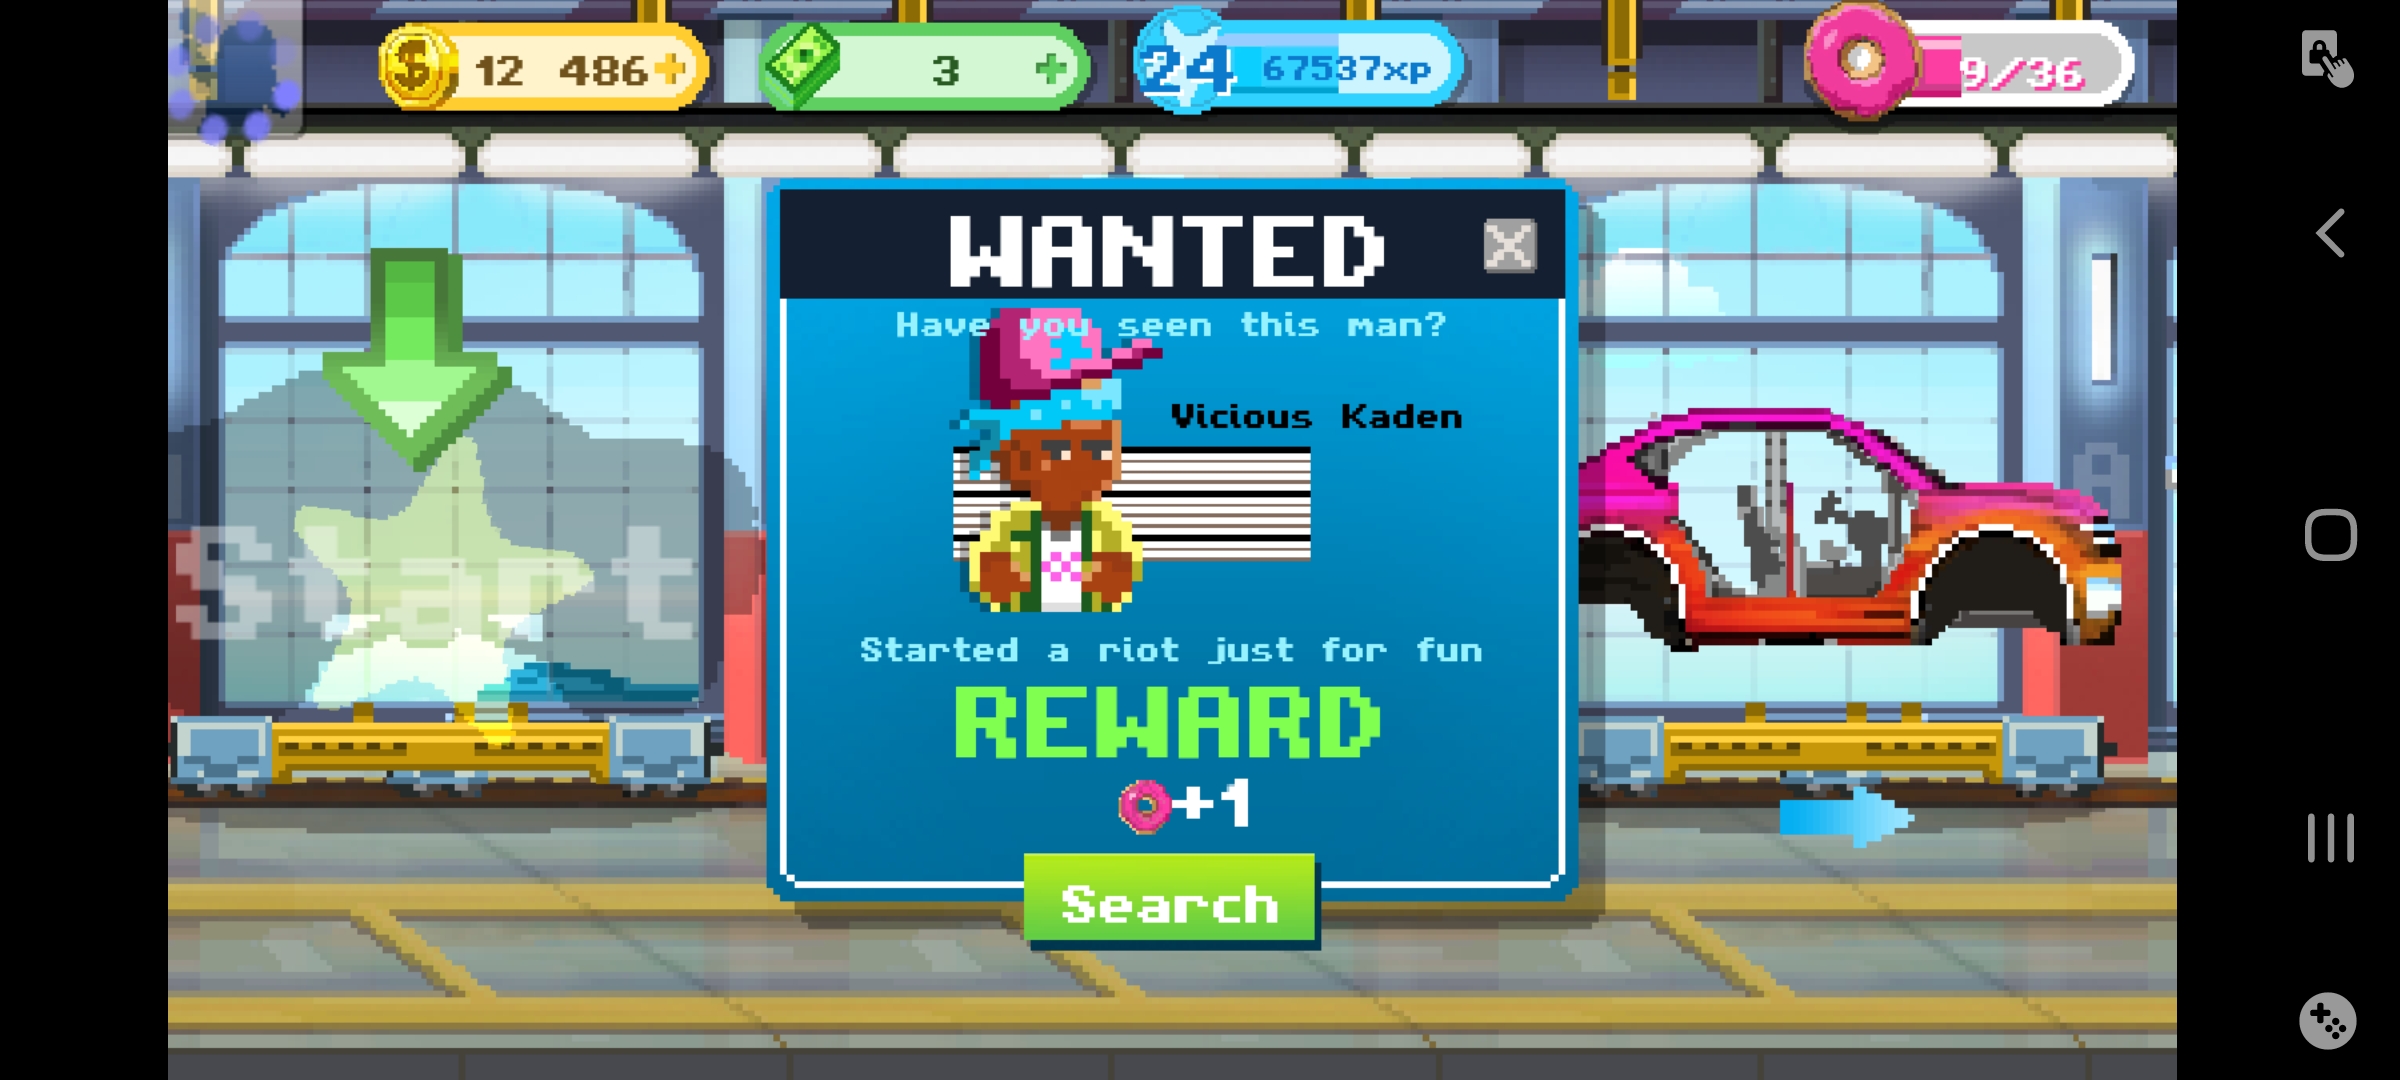 12 486
3
24
67537xp
9/36
WANTED
Have you seen this man?
Vicious Kaden
Start
Started a riot just for fun
REWARD
+1
Search